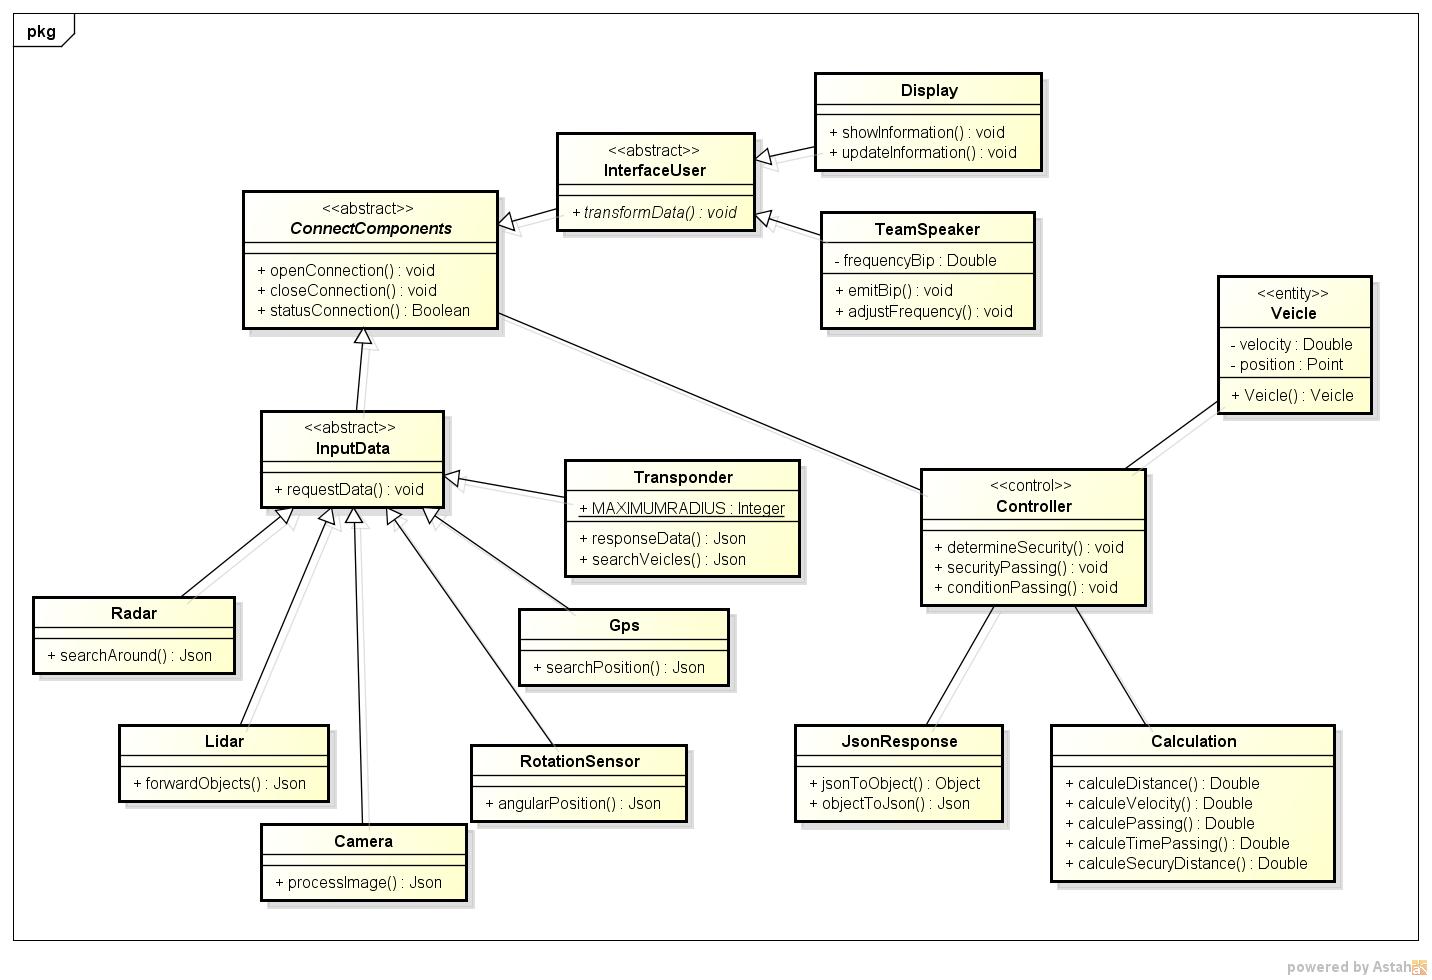 pkg
Display
+ showInformation() : void
+ updateInformation() : void
<<abstract>>
InterfaceUser
+ transformData() : void
<<abstract>>
ConnectComponents
+ openConnection() : void
+ closeConnection() : void
+ statusConnection() : Boolean
TeamSpeaker
- frequencyBip : Double
+ emitBip() : void
+ adjustFrequency() : void
<<entity>>
Veicle
- velocity : Double
- position : Point
+ Veicle() : Veicle
<<abstract>>
InputData
+ requestData() : void
Transponder
+ MAXIMUMRADIUS : Integer
+ responseData() : Json
+ searchVeicles() : Json
<<control>>
Controller
+ determineSecurity() : void
+ securityPassing() : void
+ conditionPassing() : void
Radar
+ searchAround() : Json
Gps
+ searchPosition() : Json
Lidar
+ forwardObjects() : Json
RotationSensor
+ angularPosition() : Json
JsonResponse
+ jsonToObject() : Object
+ objectToJson() : Json
Calculation
+ calculeDistance() : Double
+ calculeVelocity() : Double
+ calculePassing() : Double
+ calculeTimePassing() : Double
+ calculeSecuryDistance() : Double
Camera
+ processImage() : Json
powered by Astah